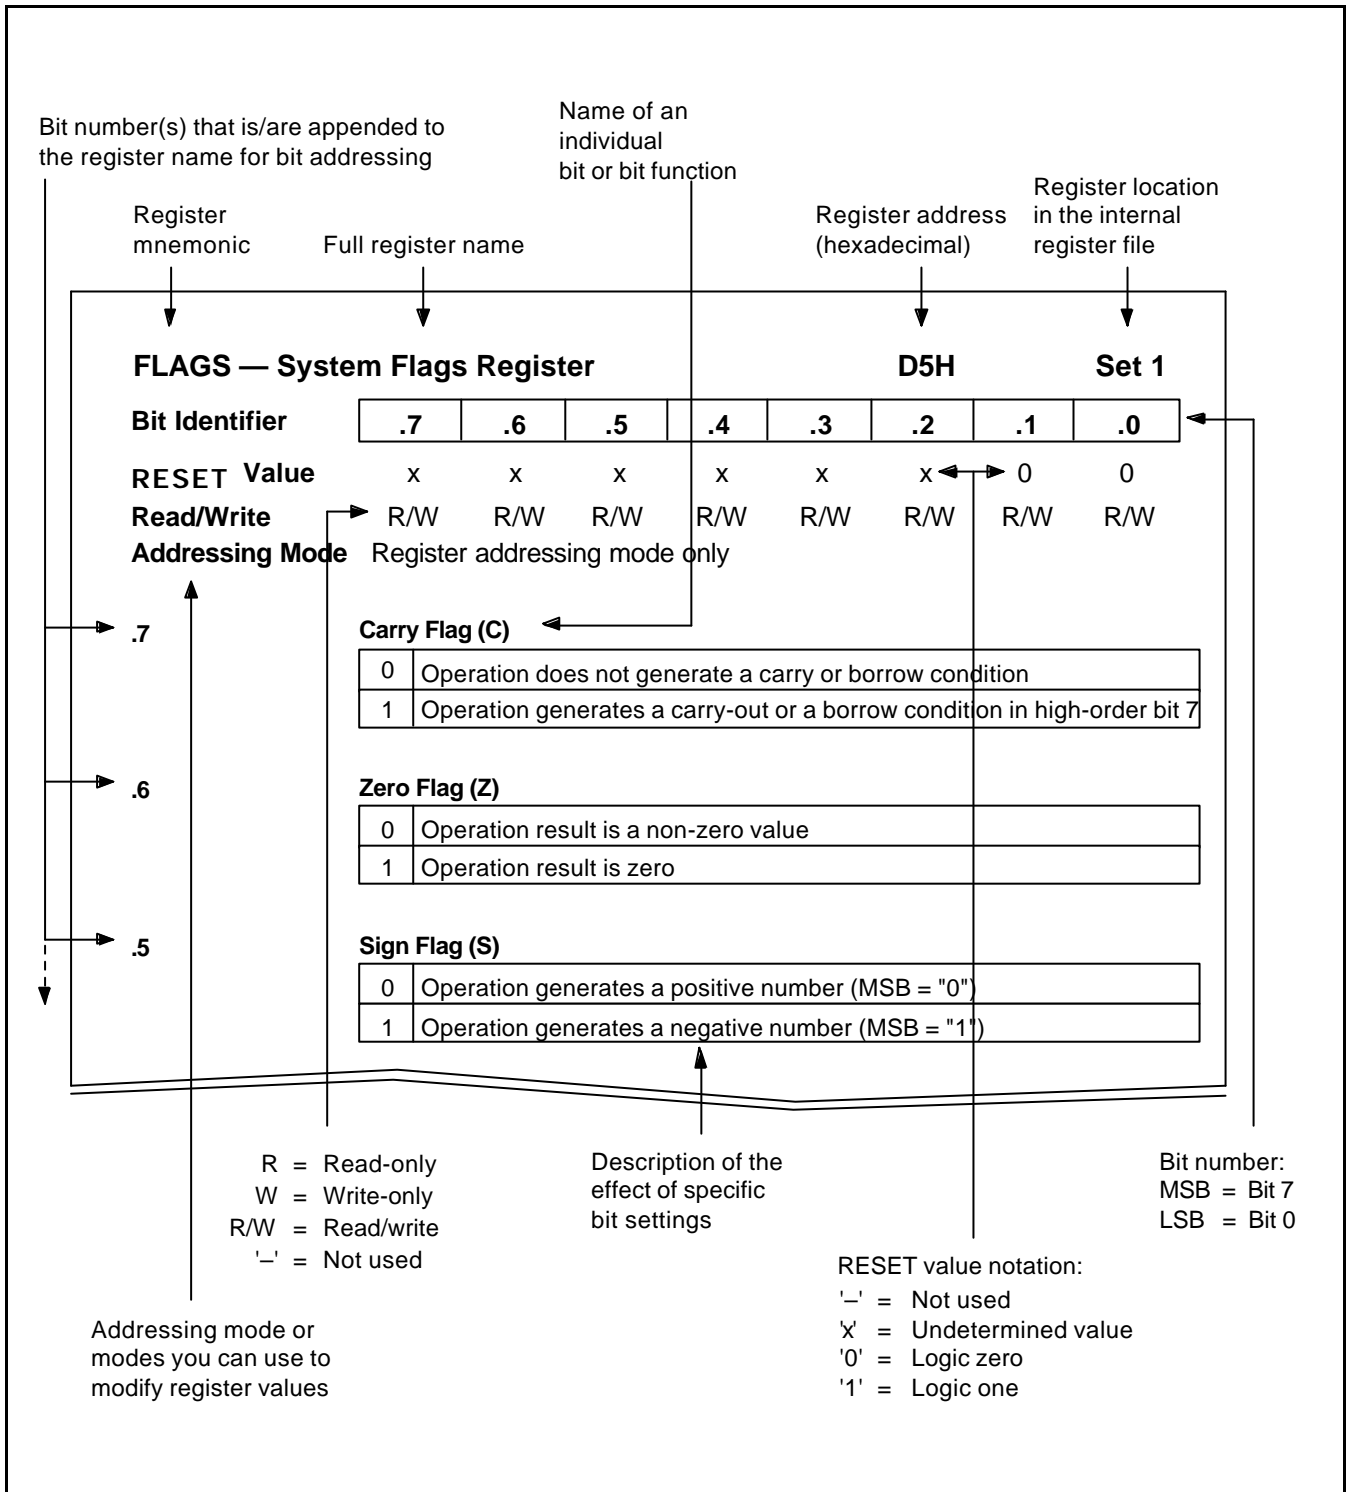 Bit number(s) that is/are appended to
the register name for bit addressing
Name of an
individual
bit or bit function
Register
mnemonic
Full register name
Register address
(hexadecimal)
Register location
in the internal
register file
FLAGS — System Flags Register D5H Set 1
Bit Identifier .7 .6 .5 .4 .3 .2 .1 .0
RESET Value x x x x x x 0 0
Read/Write R/W R/W R/W R/W R/W R/W R/W R/W
Addressing Mode Register addressing mode only
.7 Carry Flag (C)
0 Operation does not generate a carry or borrow condition
1 Operation generates a carry-out or a borrow condition in high-order bit 7
.6 Zero Flag (Z)
0 Operation result is a non-zero value
1 Operation result is zero
.5 Sign Flag (S)
0 Operation generates a positive number (MSB = "0")
1 Operation generates a negative number (MSB = "1")
R = Read-only
W = Write-only
R/W = Read/write
'–' = Not used
Description of the
effect of specific
bit settings
Bit number:
MSB = Bit 7
LSB = Bit 0
RESET value notation:
'–' = Not used
'x' = Undetermined value
'0' = Logic zero
'1' = Logic one
Addressing mode or
modes you can use to
modify register values